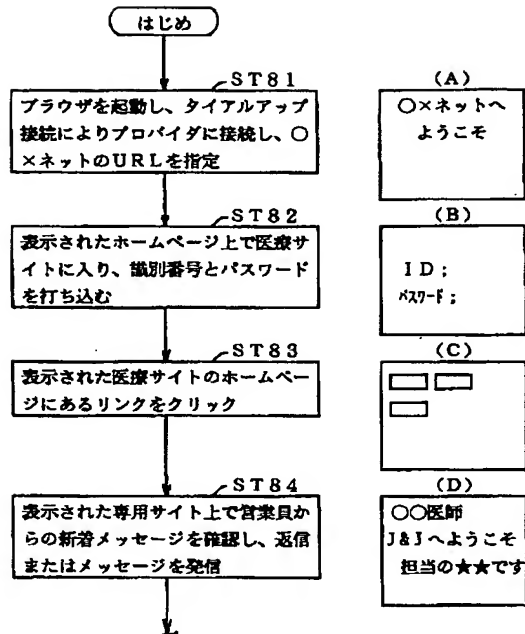 はじめ
ST81
ブラウザを起動し、タイアルアップ
接続によりプロバイダに接続し、○
×ネットのURLを指定
(A)
○×ネットへ
ようこそ
ST82
表示されたホームページ上で医療サ
イトに入り、識別番号とパスワード
を打ち込む
(B)
ID;
パスワード;
ST83
表示された医療サイトのホームペー
ジにあるリンクをクリック
(C)
ST84
表示された専用サイト上で営業員か
らの新着メッセージを確認し、返信
またはメッセージを発信
(D)
○○医師
J&Jへようこそ
担当の★★です